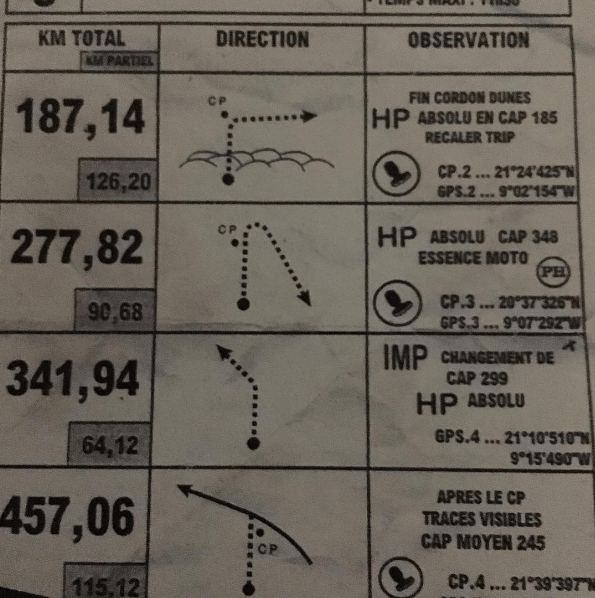 KM TOTAL
KM PARTIEL
DIRECTION
OBSERVATION
187,14
126,20
CP
FIN CORDON DUNES
HP ABSOLU EN CAP 185
RECALER TRIP
CP.2 ... 21°24'425"N
GPS.2 ... 9°02'154"W
277,82
90,68
CP
HP ABSOLU CAP 348
ESSENCE MOTO
PH
CP.3 ... 20°37'326"N
GPS.3 ... 9°07'292"W
341,94
64,12
IMP CHANGEMENT DE
CAP 299
HP ABSOLU
GPS.4 ... 21°10'510"N
9°15'490"W
457,06
115,12
CP
APRES LE CP
TRACES VISIBLES
CAP MOYEN 245
CP.4 ... 21°39'397"N